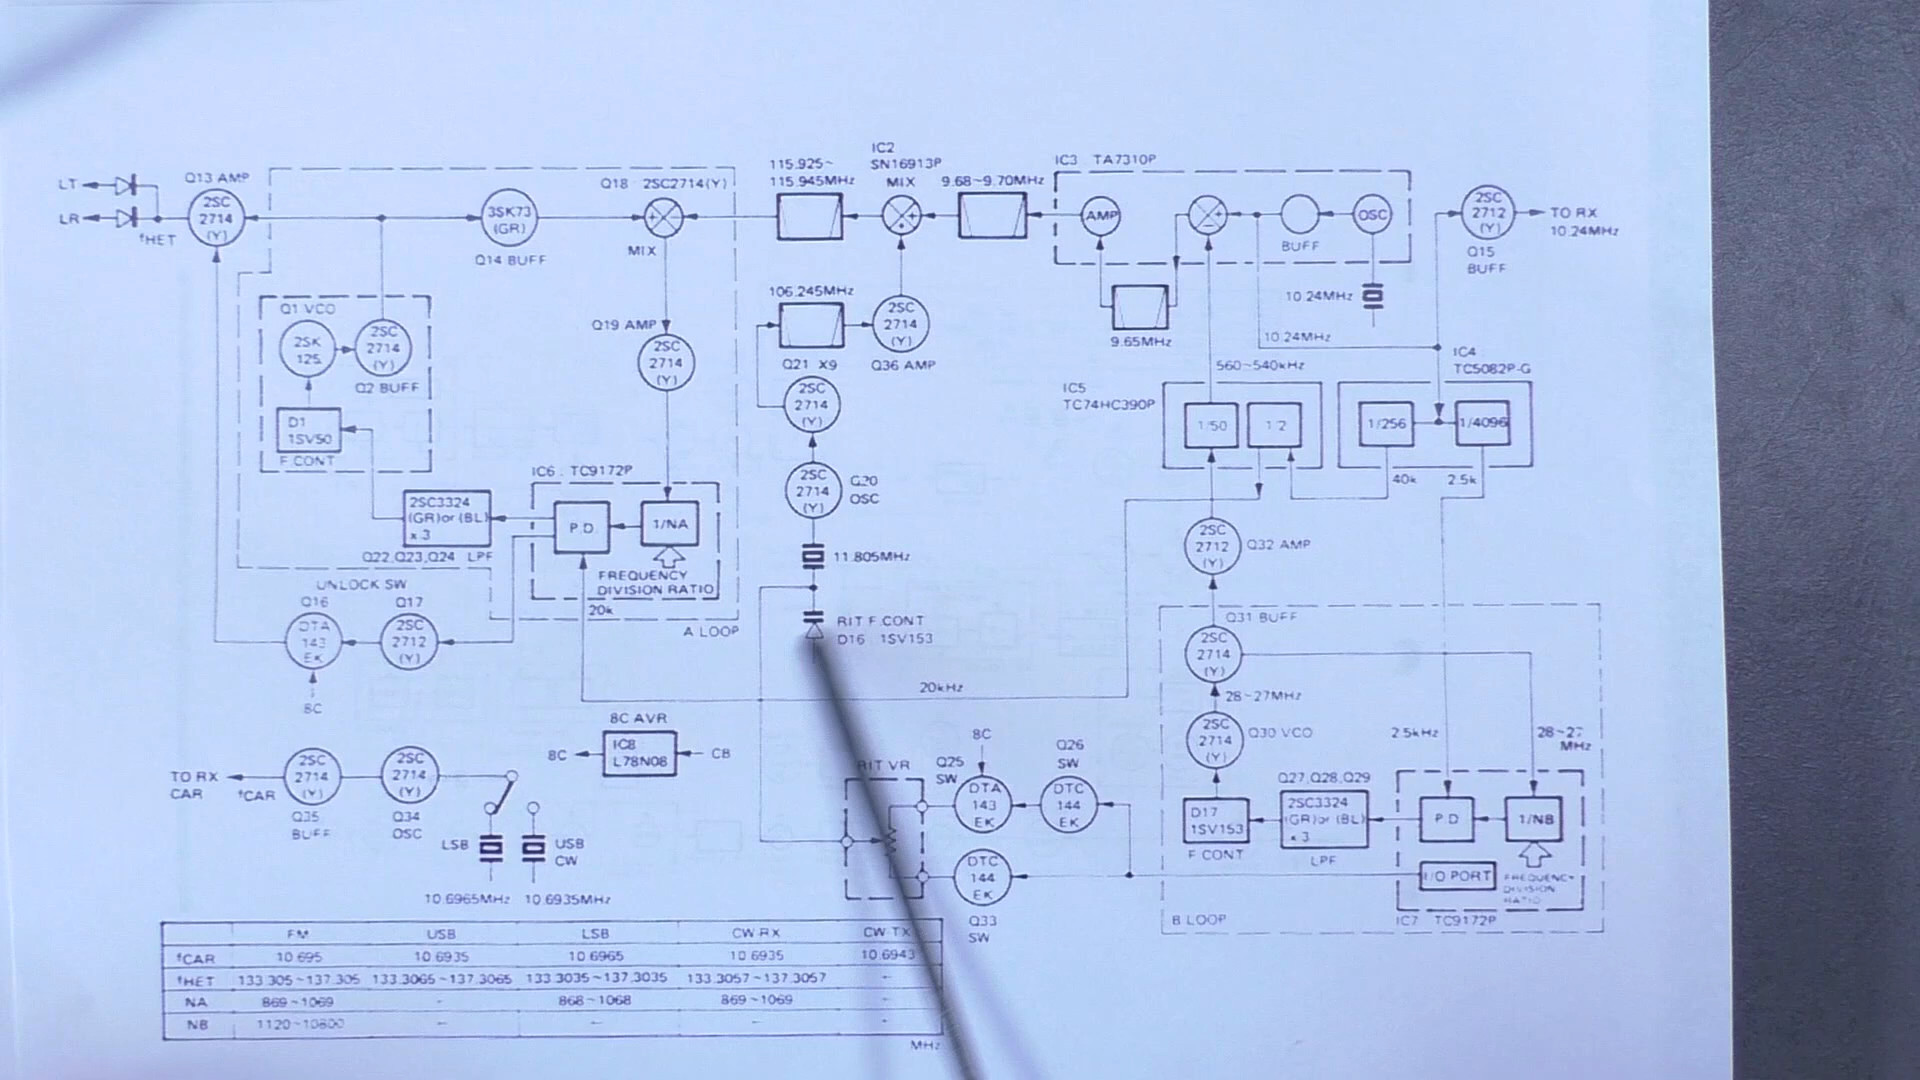 Q13 AMP
LT
LR
fHET
2SC
2714
(Y)
3SK73
(GR)
Q14 BUFF
Q18 2SC2714(Y)
MIX
115.925~
115.945MHz
IC2
SN16913P
MIX
9.68~9.70MHz
IC3 TA7310P
AMP
BUFF
OSC
2SC
2712
(Y)
TO RX
10.24MHz
Q15
BUFF
10.24MHz
9.65MHz
10.24MHz
Q1 VCO
2SK
125
2SC
2714
(Y)
Q2 BUFF
D1
1SV50
F.CONT
Q19 AMP
2SC
2714
(Y)
106.245MHz
2SC
2714
(Y)
Q36 AMP
Q21 X9
2SC
2714
(Y)
560~540kHz
IC4
TC5082P-G
IC5
TC74HC390P
1/50
1/2
1/256
1/4096
40k
2.5k
2SC
2714
(Y)
Q20
OSC
11.805MHz
RIT F.CONT
D16 1SV153
IC6 TC9172P
2SC3324
(GR)or(BL)
x 3
Q22,Q23,Q24 LPF
P.D
1/NA
FREQUENCY
DIVISION RATIO
20k
A LOOP
UNLOCK SW
Q16
DTA
143
EK
8C
Q17
2SC
2712
(Y)
20kHz
2SC
2712
(Y)
Q32 AMP
Q31 BUFF
2SC
2714
(Y)
28~27MHz
2SC
2714
(Y)
Q30 VCO
2.5kHz
28~27
MHz
8C AVR
8C
IC8
L78N08
CB
TO RX
CAR
fCAR
2SC
2714
(Y)
Q35
BUFF
2SC
2714
(Y)
Q34
OSC
LSB
USB
CW
10.6965MHz 10.6935MHz
RIT VR
8C
Q25
SW
DTA
143
EK
Q26
SW
DTC
144
EK
DTC
144
EK
Q33
SW
D17
1SV153
F.CONT
Q27,Q28,Q29
2SC3324
(GR)or(BL)
x 3
LPF
P.D
1/NB
I/O PORT
FREQUENCY
DIVISION
RATIO
B LOOP
IC7 TC9172P
FM USB LSB CW-RX CW-TX
fCAR 10.695 10.6935 10.6965 10.6935 10.6943
fHET 133.305~137.305 133.3065~137.3065 133.3035~137.3035 133.3057~137.3057 -
NA 869~1069 - 868~1068 869~1069 -
NB - - - -
MHz